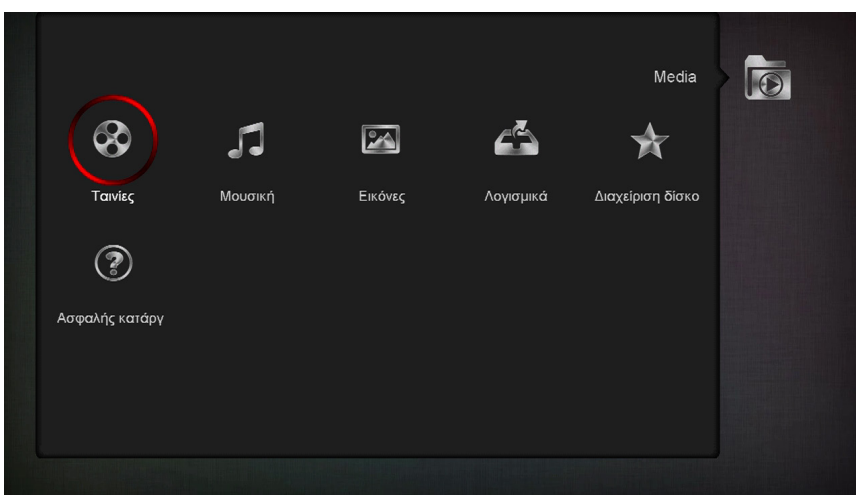 Media
Ταινίες
Μουσική
Εικόνες
Λογισμικά
Διαχείριση δίσκο
Ασφαλής κατάργ